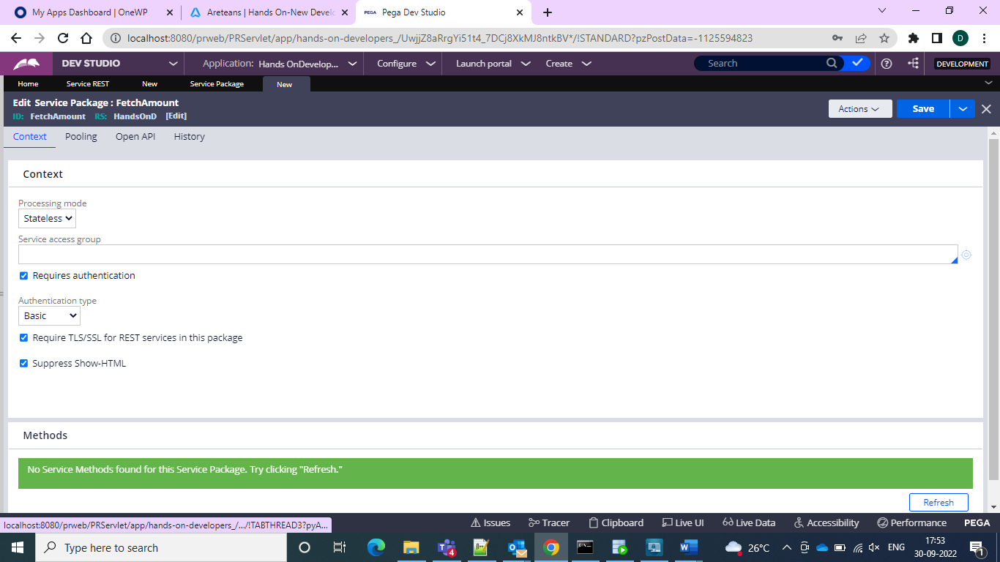 My Apps Dashboard | OneWP
Areteans | Hands On-New Develo
PEGA Pega Dev Studio
localhost:8080/prweb/PRServlet/app/hands-on-developers_/UwjjZ8aRrgYi51t4_7DCj8XkMJ8ntkBV*/!STANDARD?pzPostData=-1125594823
D
DEV STUDIO
Application: Hands OnDevelop...
Configure
Launch portal
Create
Search
DEVELOPMENT
Home
Service REST
New
Service Package
New
Edit Service Package : FetchAmount
ID: FetchAmount RS: HandsOnD [Edit]
Actions
Save
Context
Pooling
Open API
History
Context
Processing mode
Stateless
Service access group
Requires authentication
Authentication type
Basic
Require TLS/SSL for REST services in this package
Suppress Show-HTML
Methods
No Service Methods found for this Service Package. Try clicking "Refresh."
Refresh
localhost:8080/prweb/PRServlet/app/hands-on-developers_/.../!TABTHREAD3?pyA...
Issues
Tracer
Clipboard
Live UI
Live Data
Accessibility
Performance
PEGA
Type here to search
4
26°C
ENG
17:53
30-09-2022
1